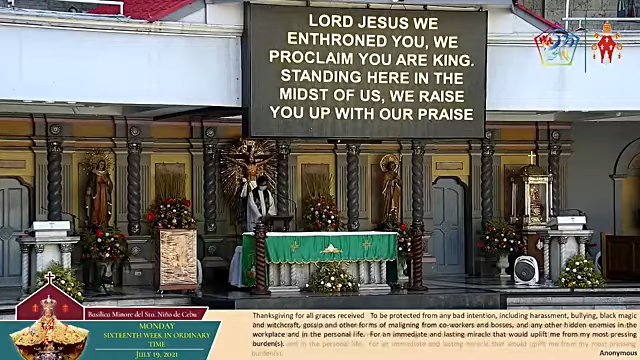 LORD JESUS WE
ENTHRONED YOU, WE
PROCLAIM YOU ARE KING.
STANDING HERE IN THE
MIDST OF US, WE RAISE
YOU UP WITH OUR PRAISE
Basilica Minore del Sto. Niño de Cebu
MONDAY
SIXTEENTH WEEK IN ORDINARY
TIME
JULY 19, 2021
Thanksgiving for all graces received To be protected from any bad intention, including harassment, bullying, black magic
and witchcraft, gossip and other forms of maligning from co-workers and bosses, and any other hidden enemies in the
workplace and in the personal life. For an immediate and lasting miracle that would uplift me from my most pressing
burden(s).
Anonymous